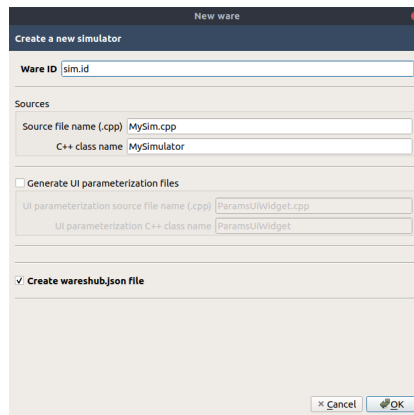 New ware
Create a new simulator
Ware ID sim.id
Sources
Source file name (.cpp) MySim.cpp
C++ class name MySimulator
Generate UI parameterization files
UI parameterization source file name (.cpp) ParamsUiWidget.cpp
UI parameterization C++ class name ParamsUiWidget
Create wareshub.json file
Cancel OK